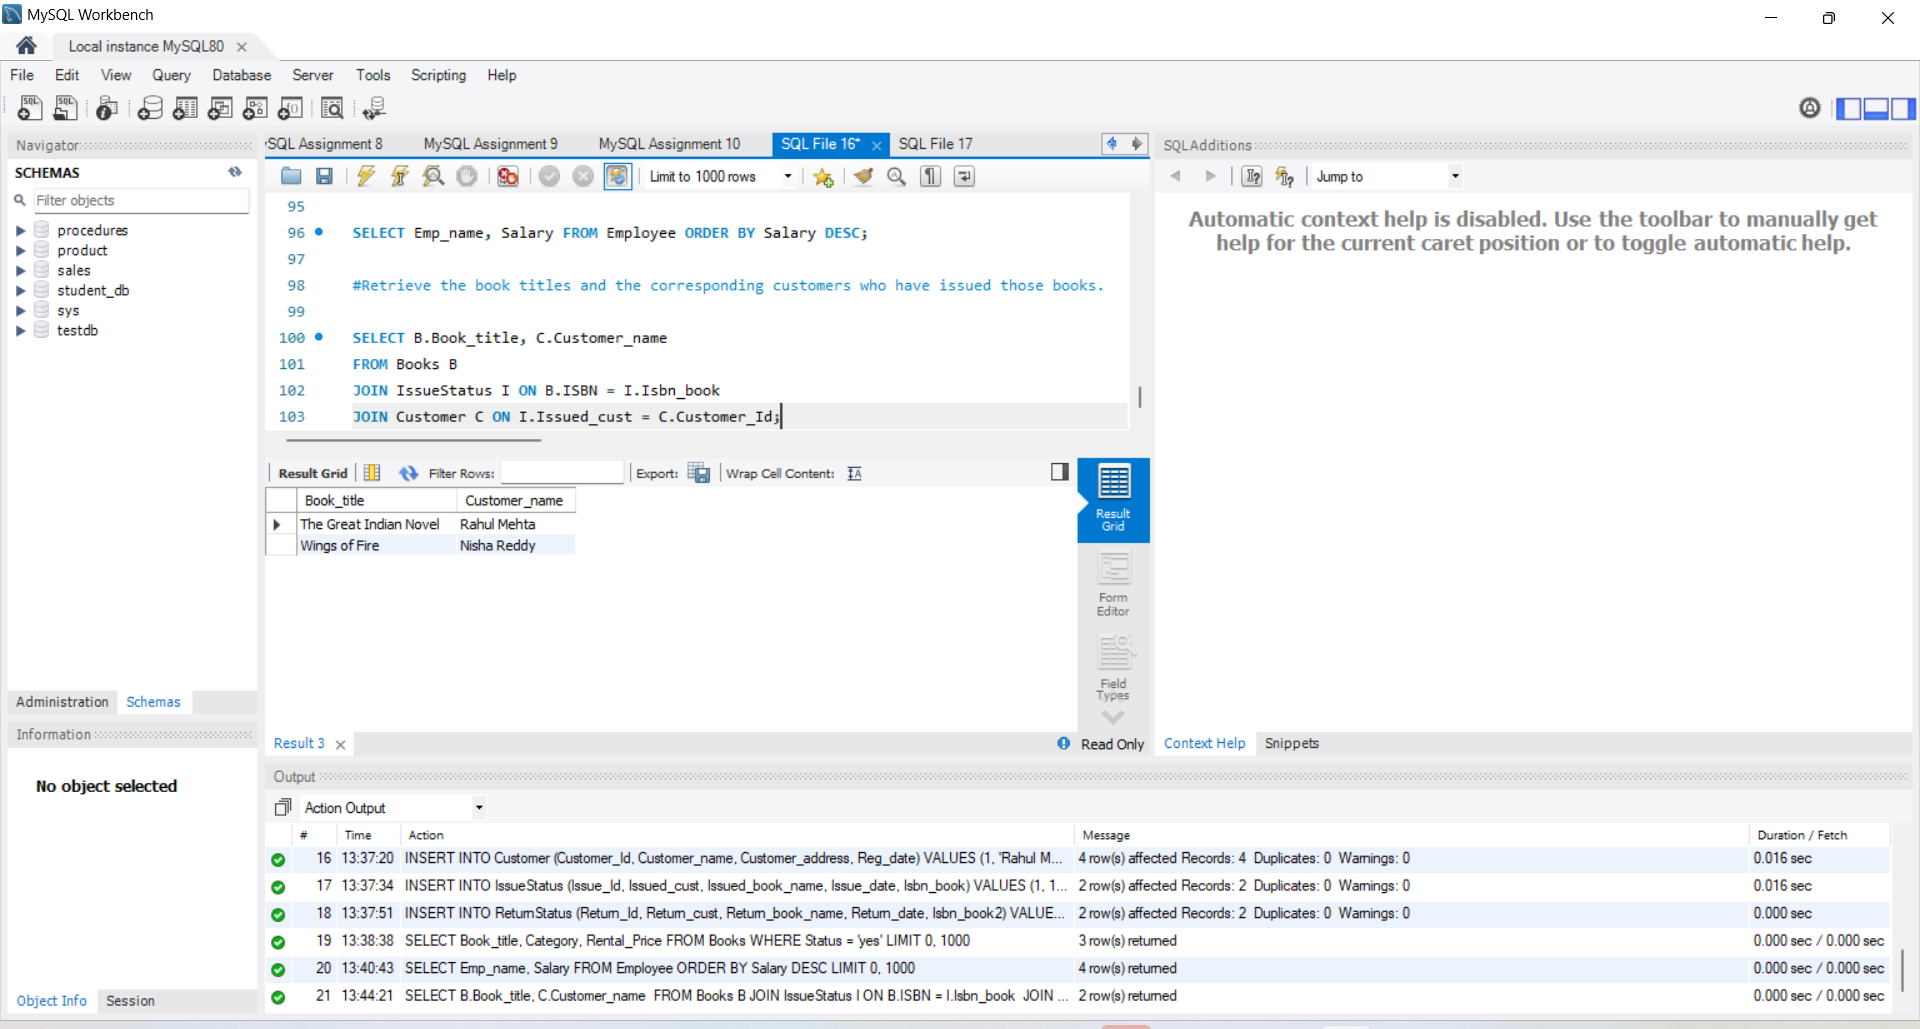 MySQL Workbench
Local instance MySQL80
File Edit View Query Database Server Tools Scripting Help
Navigator
SCHEMAS
Filter objects
procedures
product
sales
student_db
sys
testdb
Administration Schemas
Information
No object selected
Object Info Session
SQL Assignment 8 MySQL Assignment 9 MySQL Assignment 10 SQL File 16* SQL File 17
Limit to 1000 rows
95
96 SELECT Emp_name, Salary FROM Employee ORDER BY Salary DESC;
97
98 #Retrieve the book titles and the corresponding customers who have issued those books.
99
100 SELECT B.Book_title, C.Customer_name
101 FROM Books B
102 JOIN IssueStatus I ON B.ISBN = I.Isbn_book
103 JOIN Customer C ON I.Issued_cust = C.Customer_Id;
Result Grid Filter Rows: Export: Wrap Cell Content:
Book_title Customer_name
The Great Indian Novel Rahul Mehta
Wings of Fire Nisha Reddy
Result
Grid
Form
Editor
Field
Types
Result 3 Read Only
SQLAdditions
Jump to
Automatic context help is disabled. Use the toolbar to manually get
help for the current caret position or to toggle automatic help.
Context Help Snippets
Output
Action Output
# Time Action Message Duration / Fetch
16 13:37:20 INSERT INTO Customer (Customer_Id, Customer_name, Customer_address, Reg_date) VALUES (1, 'Rahul M... 4 row(s) affected Records: 4 Duplicates: 0 Warnings: 0 0.016 sec
17 13:37:34 INSERT INTO IssueStatus (Issue_Id, Issued_cust, Issued_book_name, Issue_date, Isbn_book) VALUES (1, 1... 2 row(s) affected Records: 2 Duplicates: 0 Warnings: 0 0.016 sec
18 13:37:51 INSERT INTO ReturnStatus (Return_Id, Return_cust, Return_book_name, Return_date, Isbn_book2) VALUE... 2 row(s) affected Records: 2 Duplicates: 0 Warnings: 0 0.000 sec
19 13:38:38 SELECT Book_title, Category, Rental_Price FROM Books WHERE Status = 'yes' LIMIT 0, 1000 3 row(s) returned 0.000 sec / 0.000 sec
20 13:40:43 SELECT Emp_name, Salary FROM Employee ORDER BY Salary DESC LIMIT 0, 1000 4 row(s) returned 0.000 sec / 0.000 sec
21 13:44:21 SELECT B.Book_title, C.Customer_name FROM Books B JOIN IssueStatus I ON B.ISBN = I.Isbn_book JOIN ... 2 row(s) returned 0.000 sec / 0.000 sec